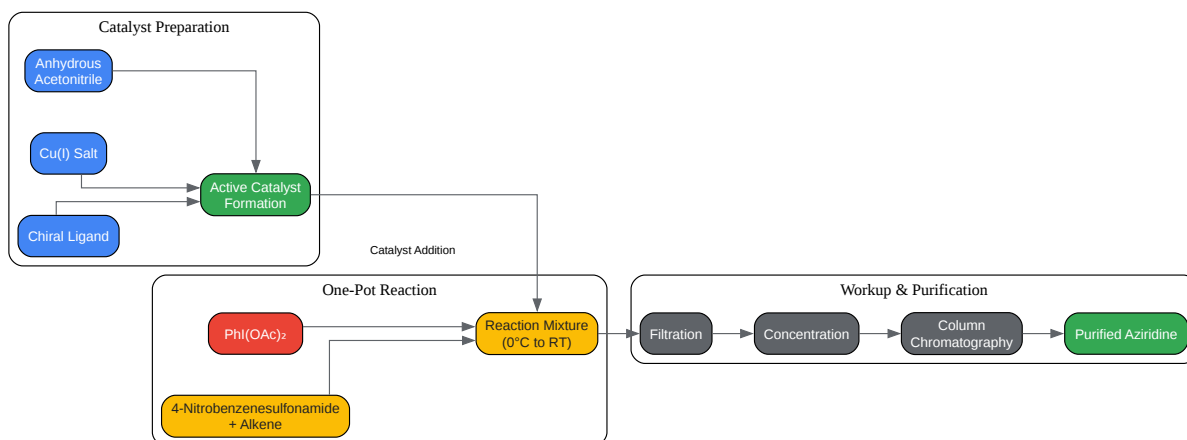 Catalyst Preparation
Anhydrous
Acetonitrile
Cu(I) Salt
Active Catalyst
Formation
Chiral Ligand
Catalyst Addition
One-Pot Reaction
PhI(OAc)₂
Reaction Mixture
(0°C to RT)
4-Nitrobenzenesulfonamide
+ Alkene
Workup & Purification
Filtration
Concentration
Column
Chromatography
Purified Aziridine